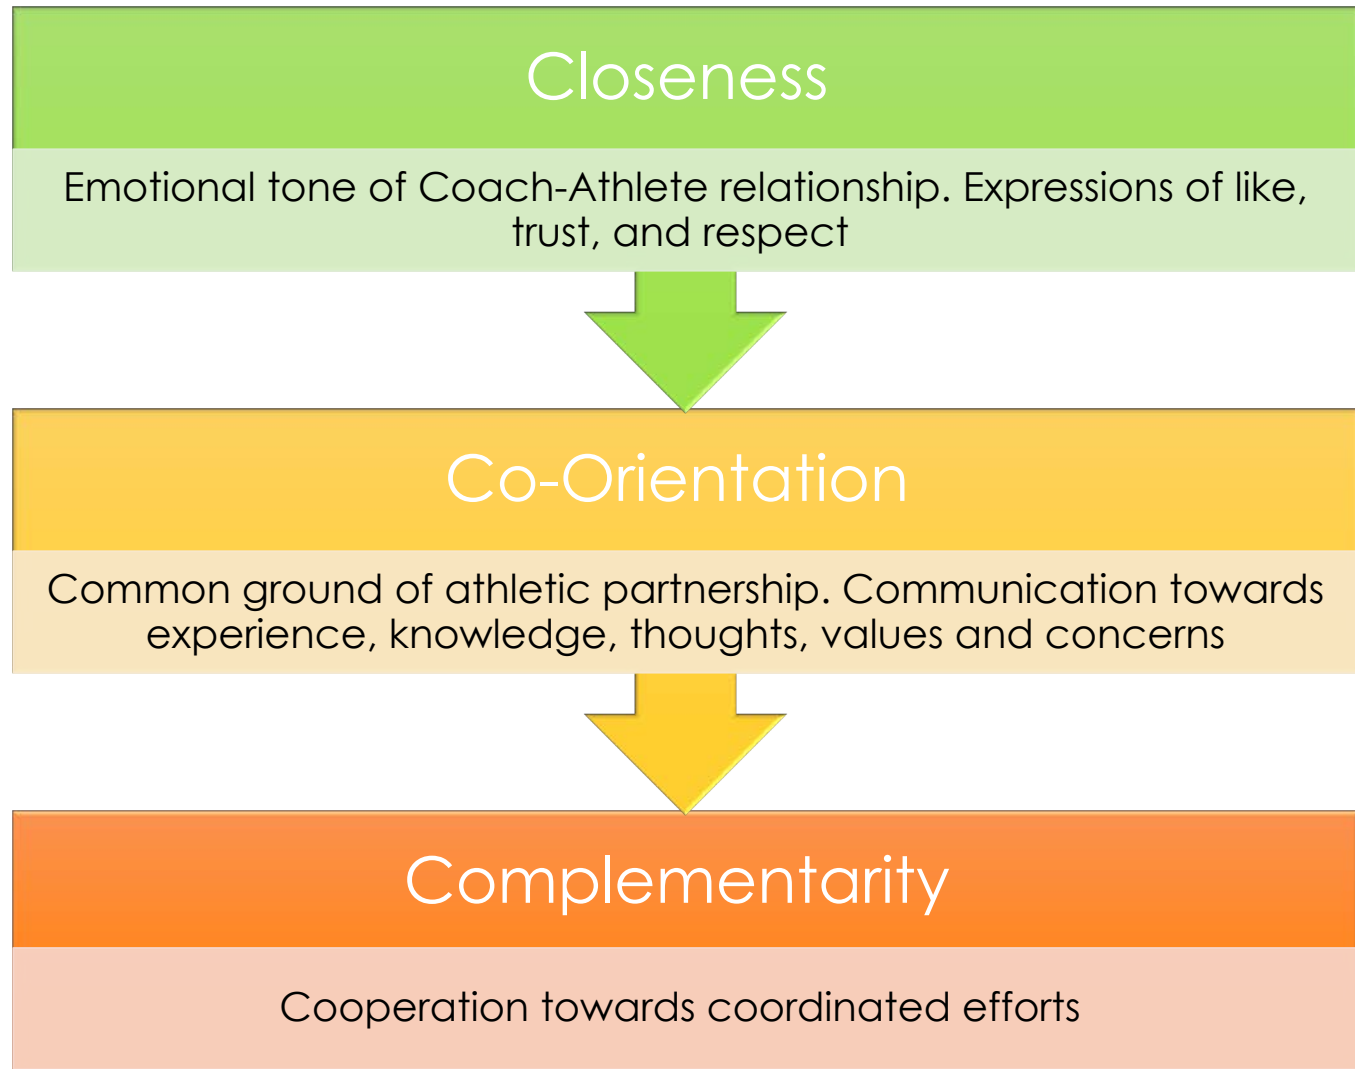 Closeness
Emotional tone of Coach-Athlete relationship. Expressions of like,
trust, and respect
Co-Orientation
Common ground of athletic partnership. Communication towards
experience, knowledge, thoughts, values and concerns
Complementarity
Cooperation towards coordinated efforts